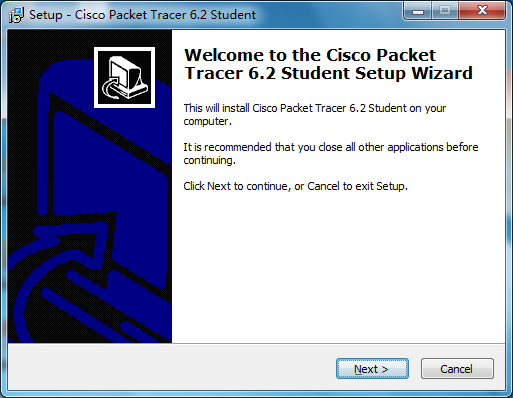 Setup - Cisco Packet Tracer 6.2 Student
Welcome to the Cisco Packet
Tracer 6.2 Student Setup Wizard
This will install Cisco Packet Tracer 6.2 Student on your
computer.
It is recommended that you close all other applications before
continuing.
Click Next to continue, or Cancel to exit Setup.
Next >
Cancel